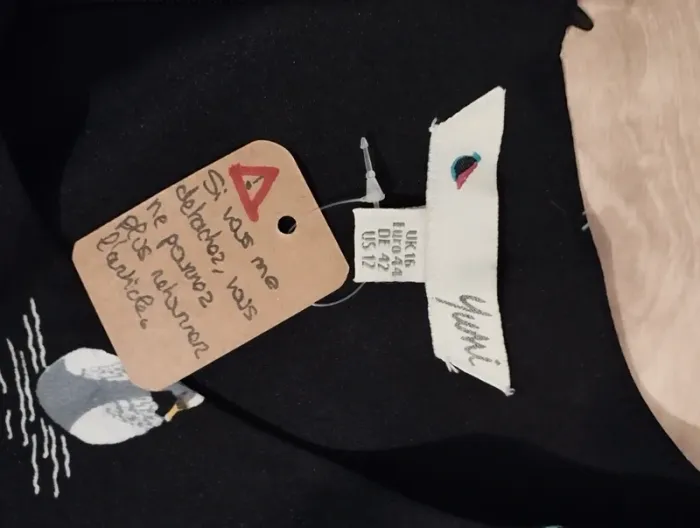 Si vous me
détachez, vous
ne pourrez
plus retourner
l'article.
UK 16
Euro 44
DE 42
US 12
Yumi